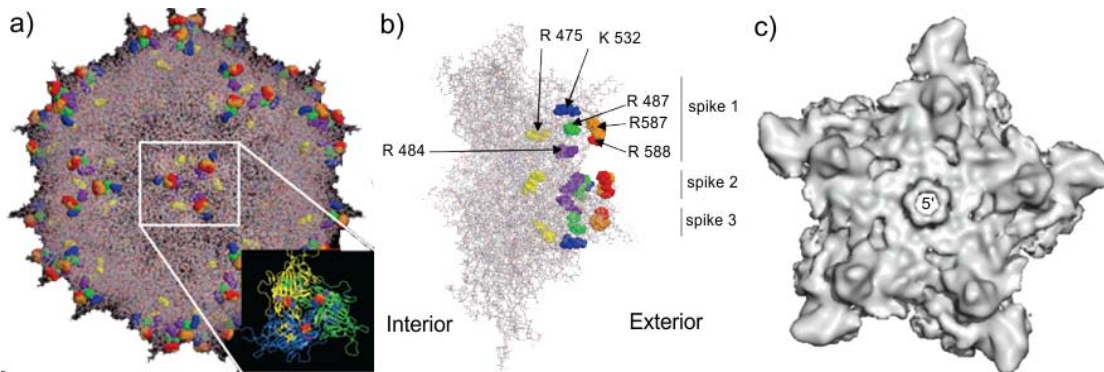 a)
b)
c)
R 475
K 532
R 487
R587
R 588
R 484
spike 1
spike 2
spike 3
Interior
Exterior
5'